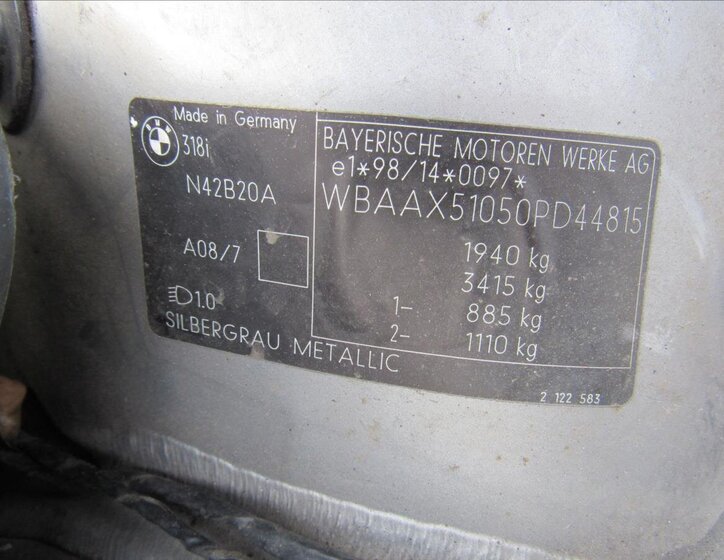 BMW
Made in Germany
318i
N42B20A
A08/7
1.0
SILBERGRAU METALLIC
BAYERISCHE MOTOREN WERKE AG
e1*98/14*0097*
WBAAX51050PD44815
1940 kg
3415 kg
1- 885 kg
2- 1110 kg
2 122 583